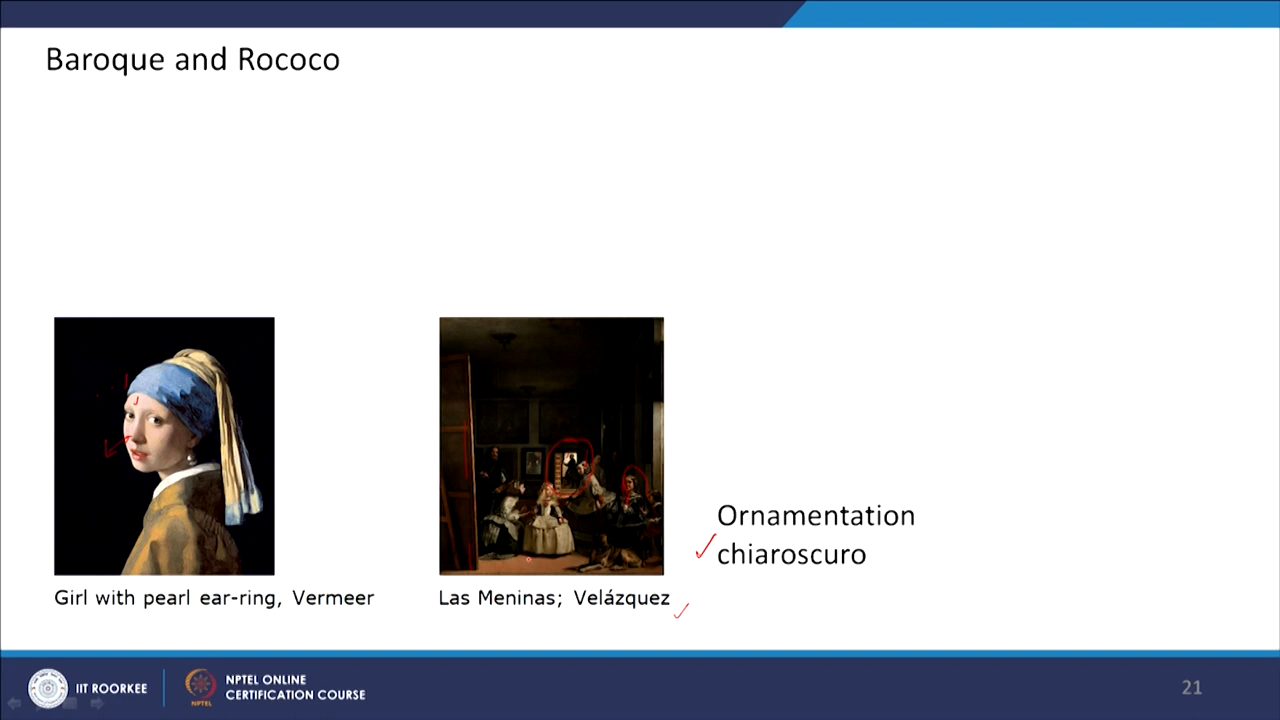 Baroque and Rococo
Ornamentation
chiaroscuro
Girl with pearl ear-ring, Vermeer
Las Meninas; Velázquez
IIT ROORKEE
NPTEL
NPTEL ONLINE
CERTIFICATION COURSE
21